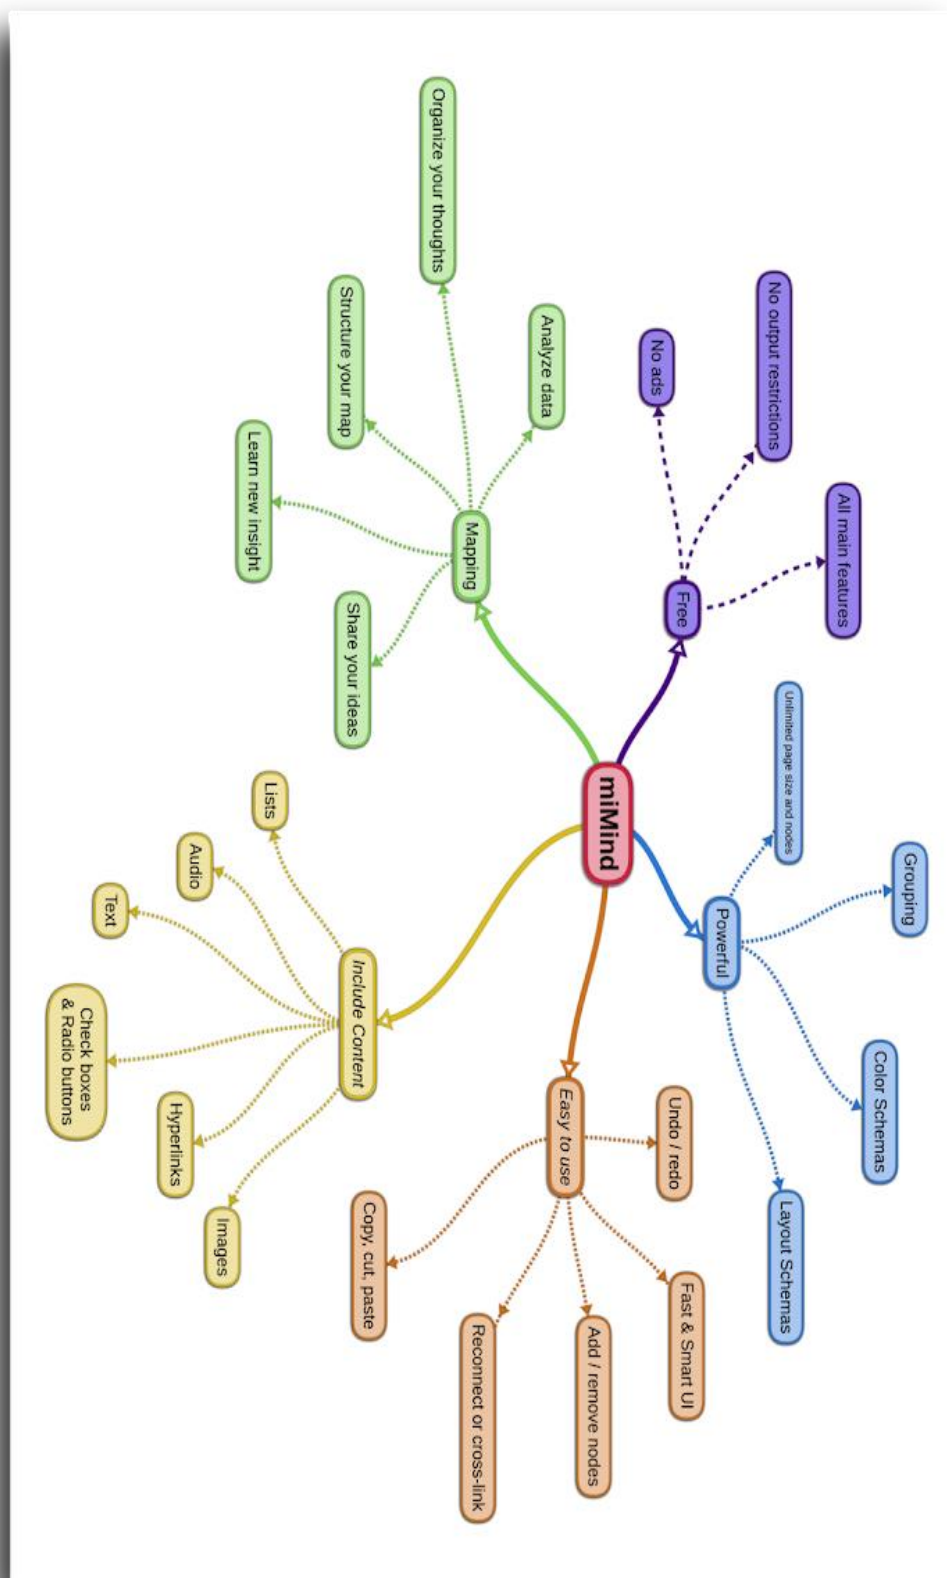 miMind
Free
No ads
No output restrictions
All main features
Powerful
Unlimited page size and nodes
Grouping
Color Schemas
Layout Schemas
Easy to use
Undo / redo
Fast & Smart UI
Add / remove nodes
Reconnect or cross-link
Copy, cut, paste
Include Content
Images
Hyperlinks
Check boxes
& Radio buttons
Text
Audio
Lists
Mapping
Share your ideas
Learn new insight
Structure your map
Organize your thoughts
Analyze data